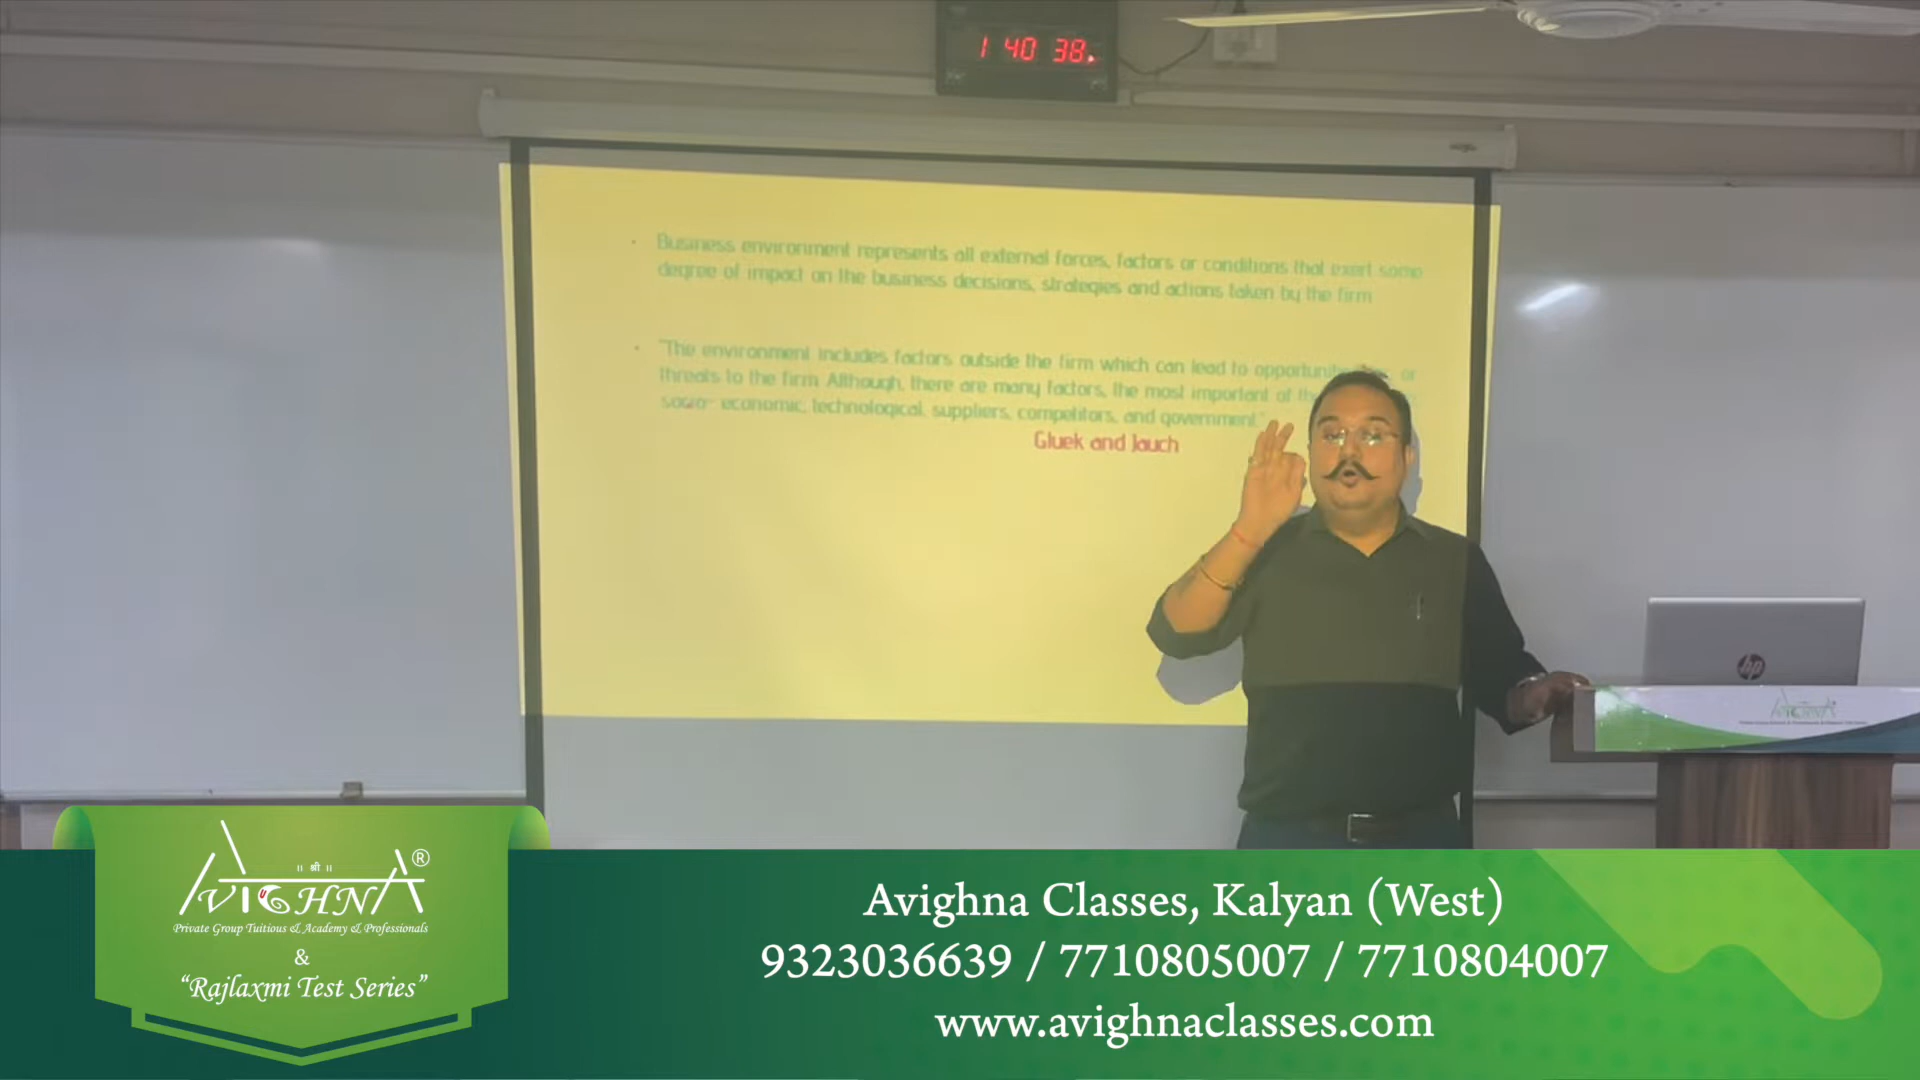 1 40 38
Business environment represents all external forces, factors or conditions that exert some
degree of impact on the business decisions, strategies and actions taken by the firm
"The environment includes factors outside the firm which can lead to or
threats to the firm. Although, there are many factors, the most important of
socio- economic, technological, suppliers, competitors, and government."
Gluek and Jauch
hp
AVIGHNA
॥ श्री ॥
AVIGHNA®
Private Group Tuitious & Academy & Professionals
&
“Rajlaxmi Test Series”
Avighna Classes, Kalyan (West)
9323036639 / 7710805007 / 7710804007
www.avighnaclasses.com